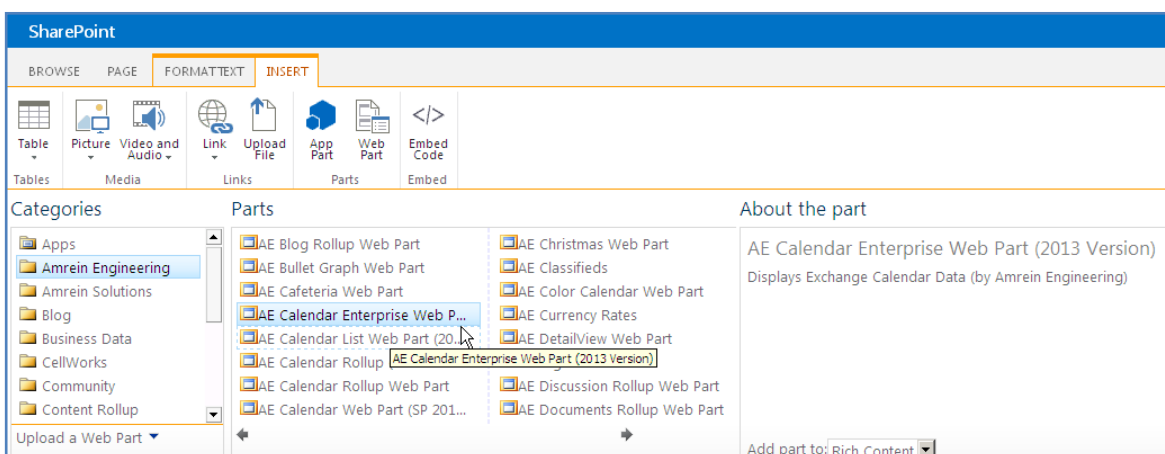 SharePoint
BROWSE PAGE FORMAT TEXT INSERT
Table Picture Video and Audio Link Upload File App Part Web Part Embed Code
Tables Media Links Parts Embed
Categories
Apps
Amrein Engineering
Amrein Solutions
Blog
Business Data
CellWorks
Community
Content Rollup
Upload a Web Part
Parts
AE Blog Rollup Web Part
AE Bullet Graph Web Part
AE Cafeteria Web Part
AE Calendar Enterprise Web P...
AE Calendar List Web Part (20...
AE Calendar Rollup
AE Calendar Rollup Web Part
AE Calendar Web Part (SP 201...
AE Calendar Enterprise Web Part (2013 Version)
AE Christmas Web Part
AE Classifieds
AE Color Calendar Web Part
AE Currency Rates
AE DetailView Web Part
AE Discussion Rollup Web Part
AE Documents Rollup Web Part
About the part
AE Calendar Enterprise Web Part (2013 Version)
Displays Exchange Calendar Data (by Amrein Engineering)
Add part to: Rich Content